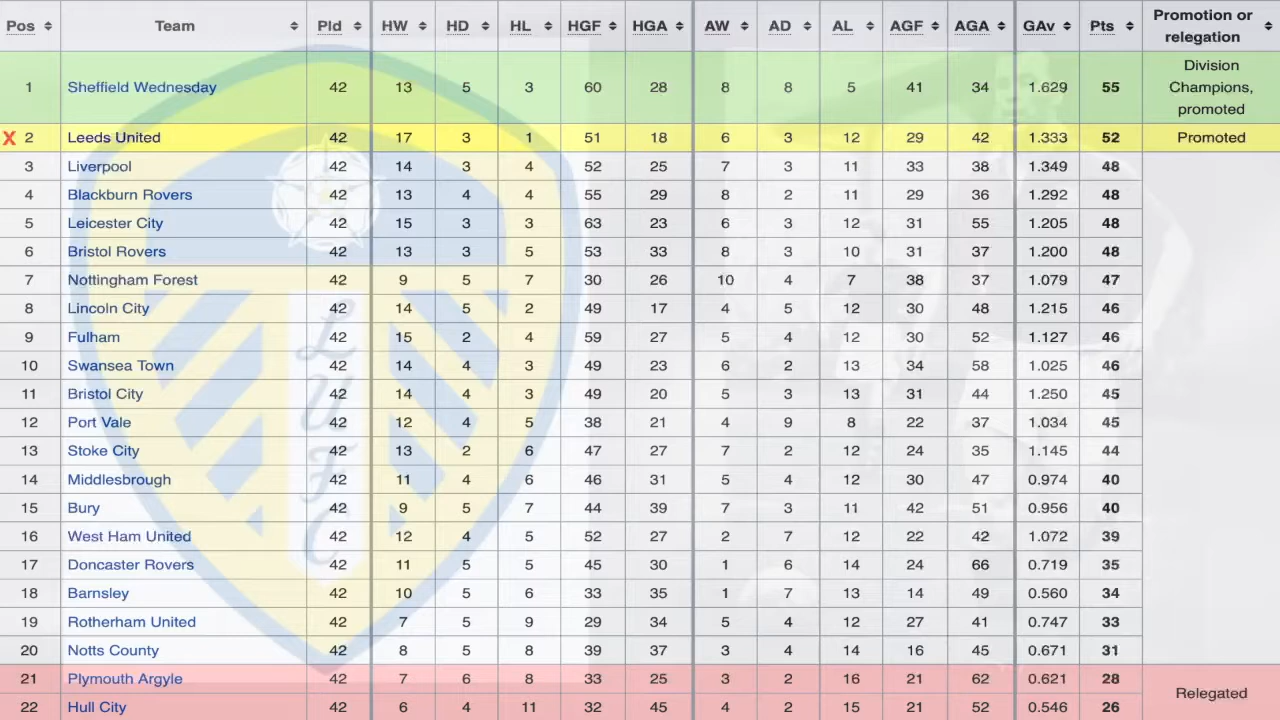 Pos Team Pld HW HD HL HGF HGA AW AD AL AGF AGA GAv Pts Promotion or relegation
1 Sheffield Wednesday 42 13 5 3 60 28 8 8 5 41 34 1.629 55 Division Champions, promoted
X 2 Leeds United 42 17 3 1 51 18 6 3 12 29 42 1.333 52 Promoted
3 Liverpool 42 14 3 4 52 25 7 3 11 33 38 1.349 48
4 Blackburn Rovers 42 13 4 4 55 29 8 2 11 29 36 1.292 48
5 Leicester City 42 15 3 3 63 23 6 3 12 31 55 1.205 48
6 Bristol Rovers 42 13 3 5 53 33 8 3 10 31 37 1.200 48
7 Nottingham Forest 42 9 5 7 30 26 10 4 7 38 37 1.079 47
8 Lincoln City 42 14 5 2 49 17 4 5 12 30 48 1.215 46
9 Fulham 42 15 2 4 59 27 5 4 12 30 52 1.127 46
10 Swansea Town 42 14 4 3 49 23 6 2 13 34 58 1.025 46
11 Bristol City 42 14 4 3 49 20 5 3 13 31 44 1.250 45
12 Port Vale 42 12 4 5 38 21 4 9 8 22 37 1.034 45
13 Stoke City 42 13 2 6 47 27 7 2 12 24 35 1.145 44
14 Middlesbrough 42 11 4 6 46 31 5 4 12 30 47 0.974 40
15 Bury 42 9 5 7 44 39 7 3 11 42 51 0.956 40
16 West Ham United 42 12 4 5 52 27 2 7 12 22 42 1.072 39
17 Doncaster Rovers 42 11 5 5 45 30 1 6 14 24 66 0.719 35
18 Barnsley 42 10 5 6 33 35 1 7 13 14 49 0.560 34
19 Rotherham United 42 7 5 9 29 34 5 4 12 27 41 0.747 33
20 Notts County 42 8 5 8 39 37 3 4 14 16 45 0.671 31
21 Plymouth Argyle 42 7 6 8 33 25 3 2 16 21 62 0.621 28 Relegated
22 Hull City 42 6 4 11 32 45 4 2 15 21 52 0.546 26
LUFC